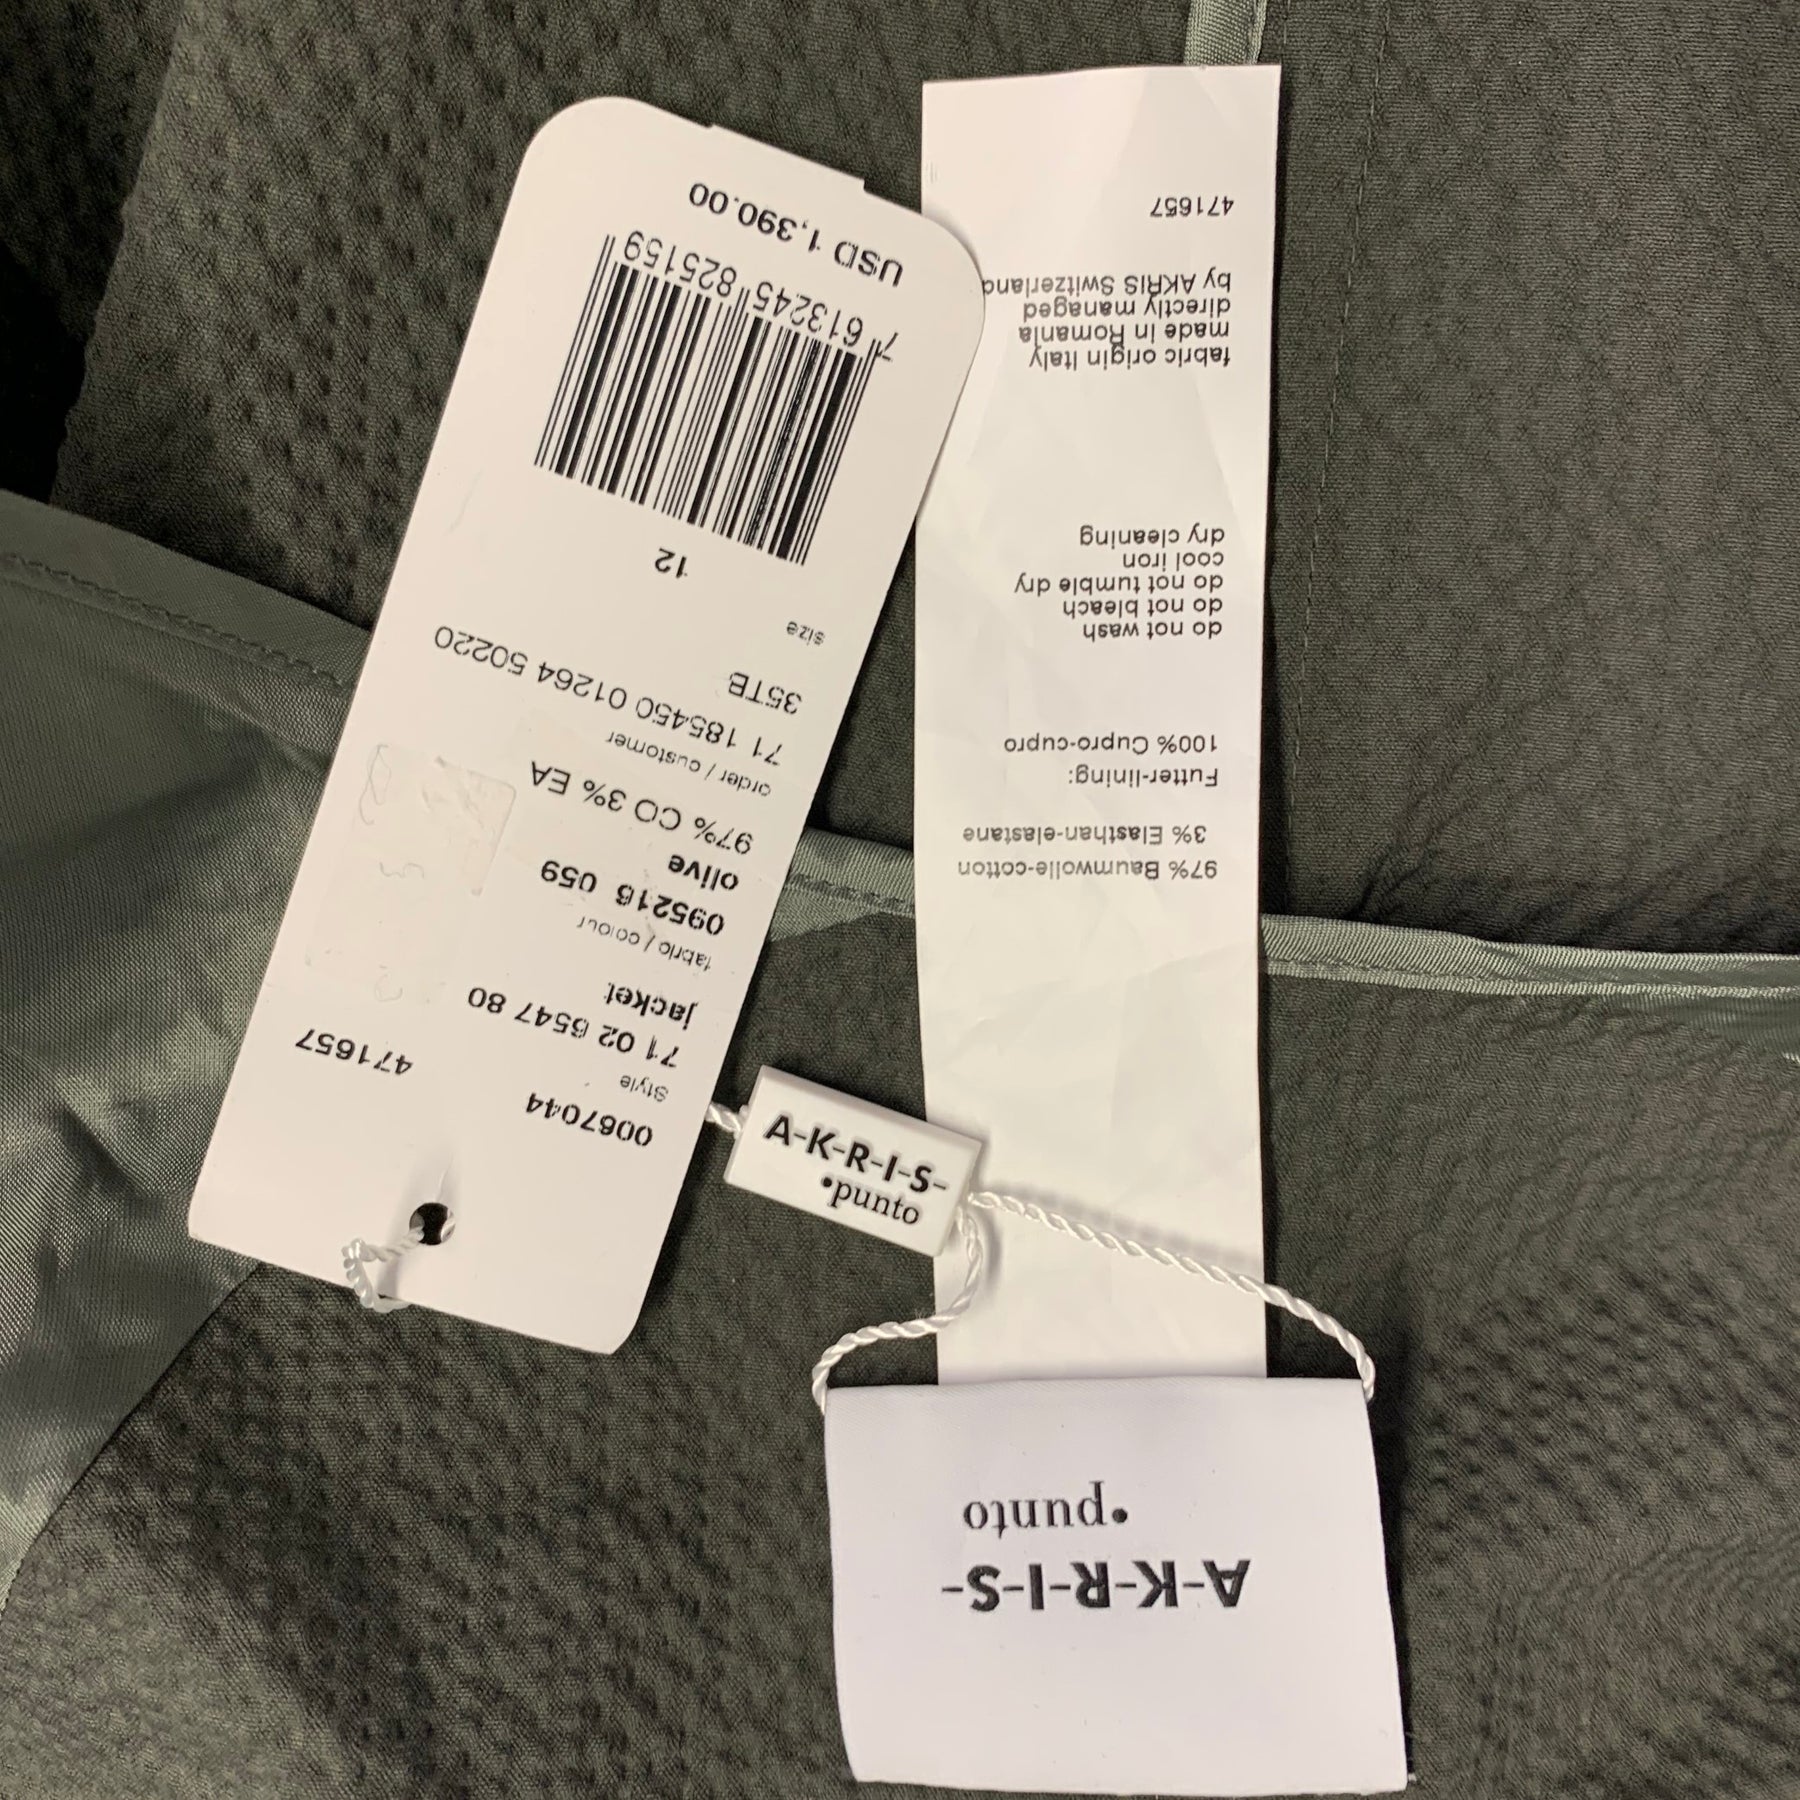 0067044
471657
Style
71 02 6547 80
jacket
fabric / colour
095216 059
olive
97% CO 3% EA
order / customer
71 185450 01264 50220
35TB
size
12
7 613245 825159
USD 1,390.00
A-K-R-I-S-
•punto
A-K-R-I-S-
•punto
97% Baumwolle-cotton
3% Elasthan-elastane
Futter-lining:
100% Cupro-cupro
do not wash
do not bleach
do not tumble dry
cool iron
dry cleaning
fabric origin Italy
made in Romania
directly managed
by AKRIS Switzerland
471657